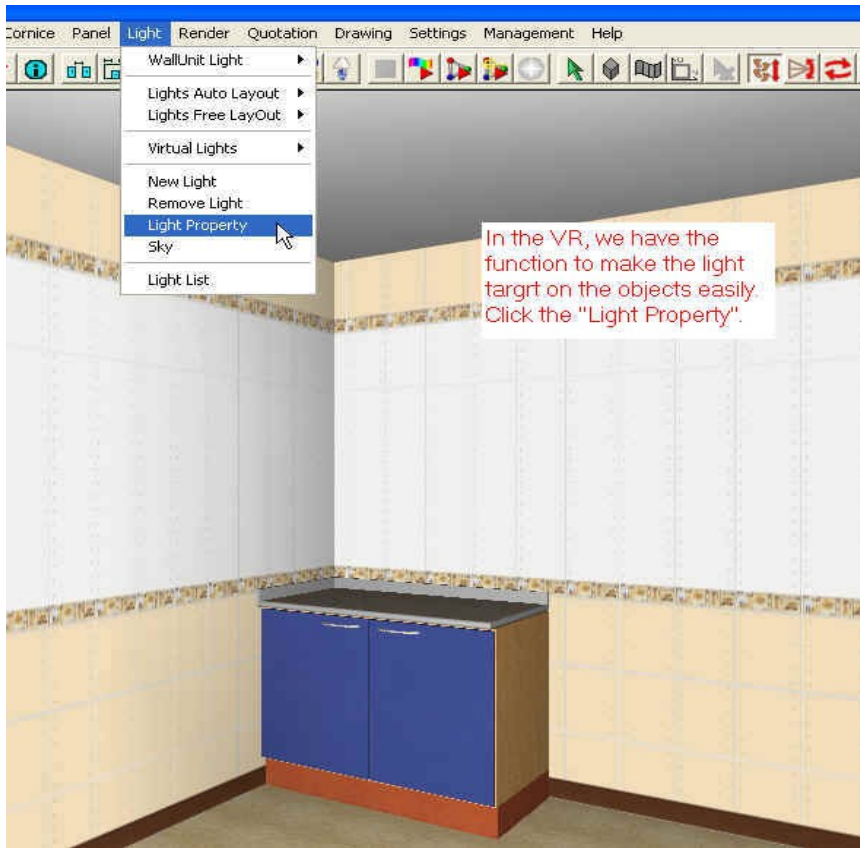 Cornice Panel Light Render Quotation Drawing Settings Management Help
WallUnit Light
Lights Auto Layout
Lights Free LayOut
Virtual Lights
New Light
Remove Light
Light Property
Sky
Light List
In the VR, we have the
function to make the light
targrt on the objects easily.
Click the "Light Property".